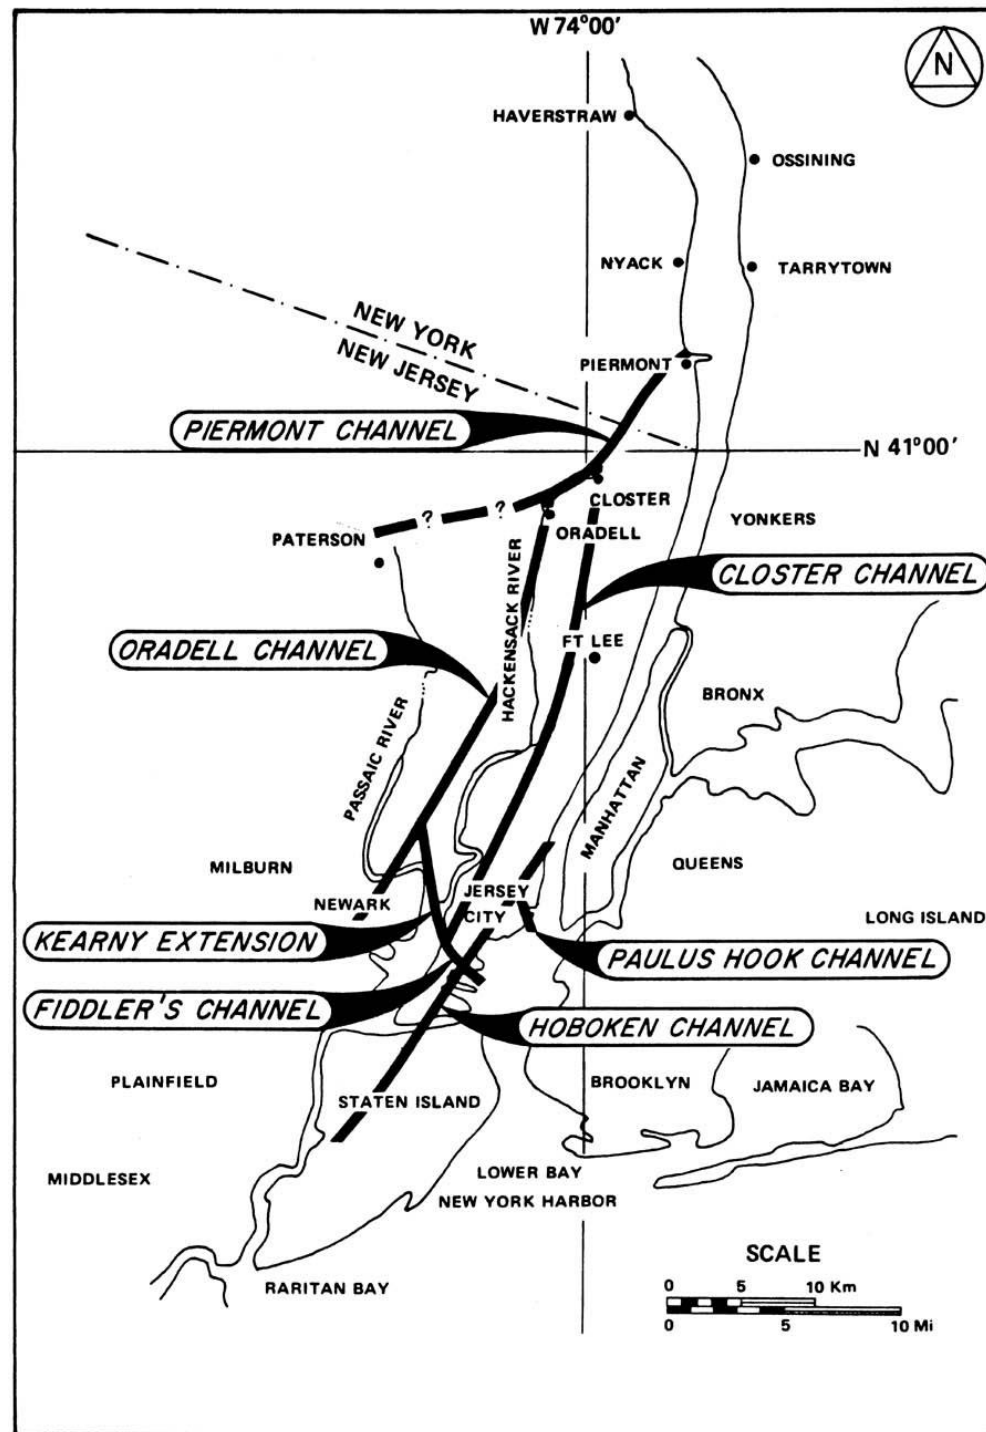 W 74°00'
N
HAVERSTRAW
OSSINING
NYACK
TARRYTOWN
NEW YORK
NEW JERSEY
PIERMONT
PIERMONT CHANNEL
N 41°00'
CLOSTER
ORADELL
YONKERS
PATERSON
?
?
HACKENSACK RIVER
CLOSTER CHANNEL
ORADELL CHANNEL
FT LEE
BRONX
PASSAIC RIVER
MANHATTAN
MILBURN
QUEENS
NEWARK
JERSEY
CITY
LONG ISLAND
KEARNY EXTENSION
PAULUS HOOK CHANNEL
FIDDLER'S CHANNEL
HOBOKEN CHANNEL
PLAINFIELD
BROOKLYN
JAMAICA BAY
STATEN ISLAND
MIDDLESEX
LOWER BAY
NEW YORK HARBOR
RARITAN BAY
SCALE
0 5 10 Km
0 5 10 Mi